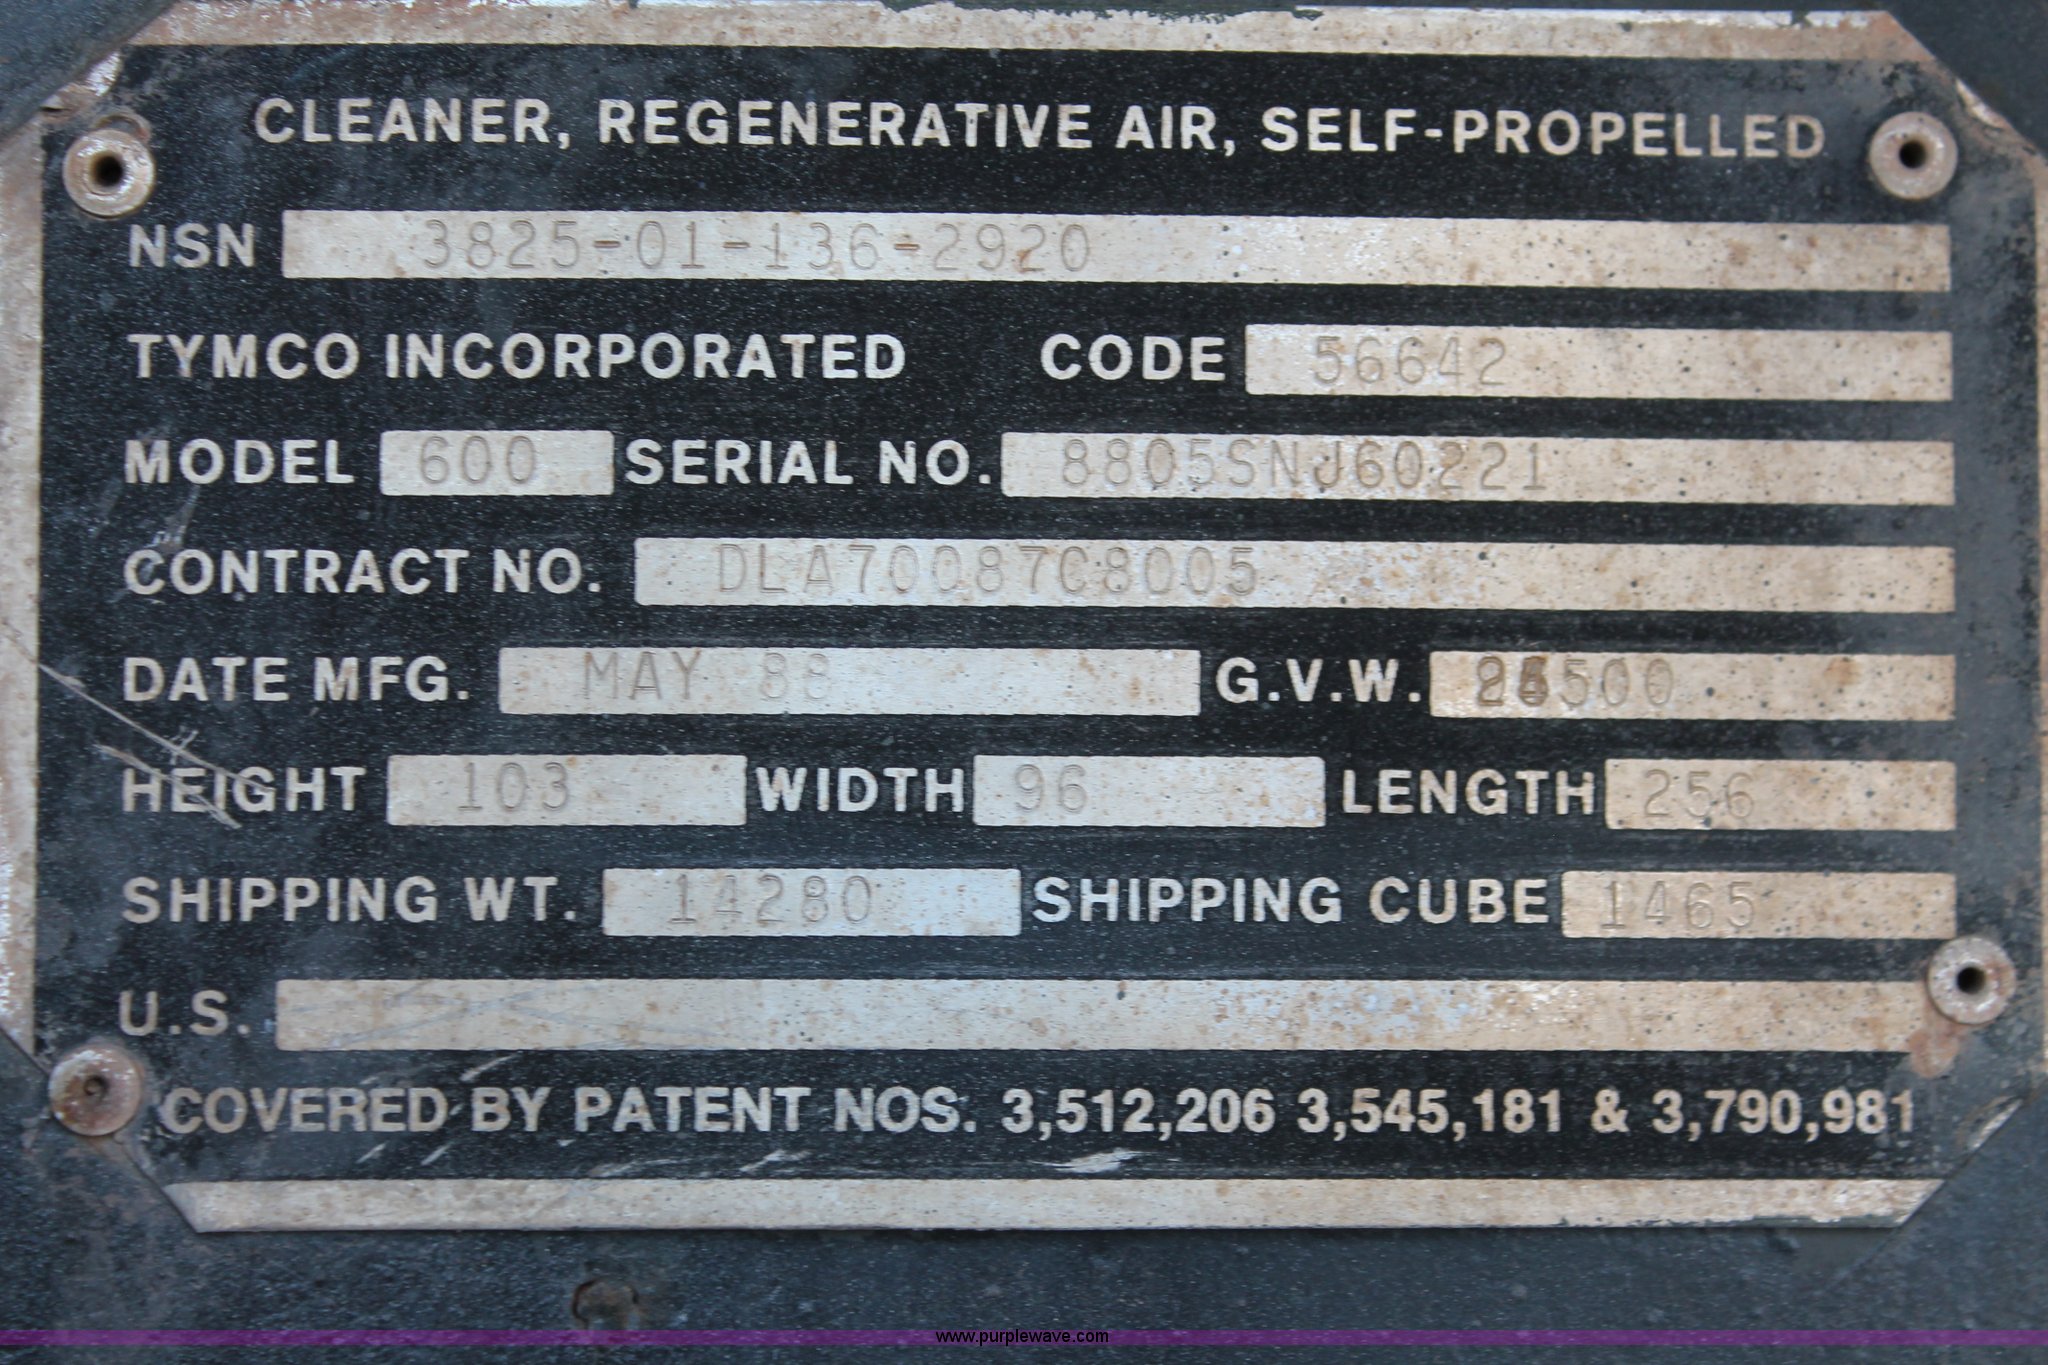 CLEANER, REGENERATIVE AIR, SELF-PROPELLED
NSN 3825-01-136-2920
TYMCO INCORPORATED CODE 56642
MODEL 600 SERIAL NO. 8805SNJ60221
CONTRACT NO. DLA70087C8005
DATE MFG. MAY 88 G.V.W.
HEIGHT 103 WIDTH 96 LENGTH 256
SHIPPING WT. 14280 SHIPPING CUBE 1465
U.S.
COVERED BY PATENT NOS. 3,512,206 3,545,181 & 3,790,981
www.purplewave.com